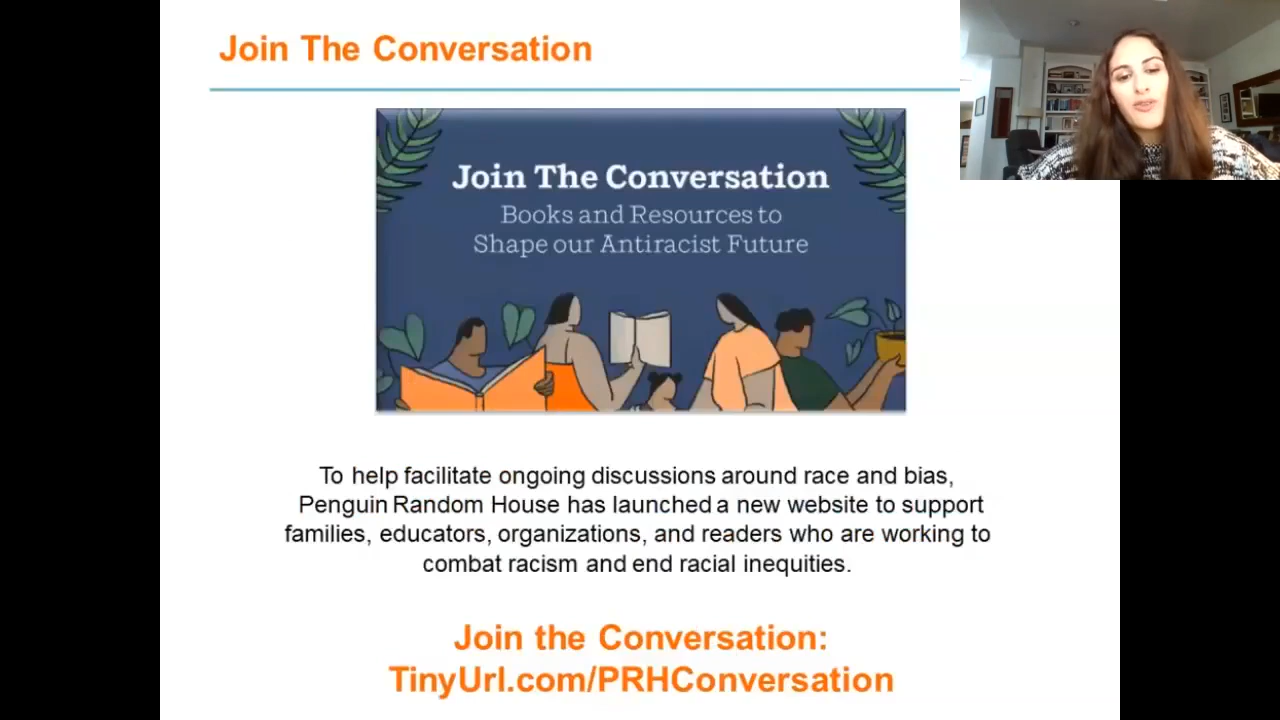 Join The Conversation
Join The Conversation
Books and Resources to
Shape our Antiracist Future
To help facilitate ongoing discussions around race and bias,
Penguin Random House has launched a new website to support
families, educators, organizations, and readers who are working to
combat racism and end racial inequities.
Join the Conversation:
TinyUrl.com/PRHConversation